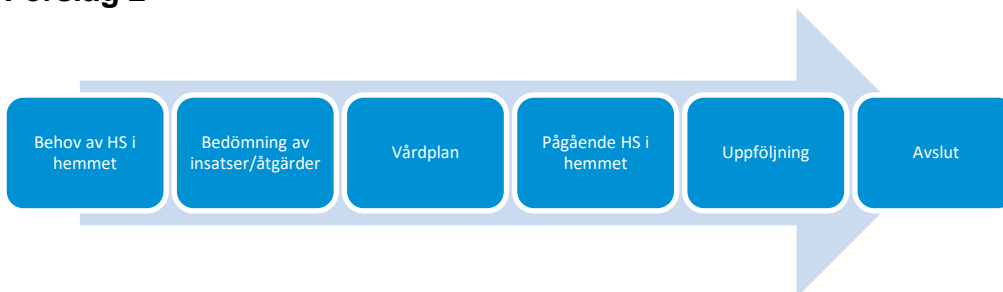 Behov av HS i
hemmet
Bedömning av
insatser/åtgärder
Vårdplan
Pågående HS i
hemmet
Uppföljning
Avslut